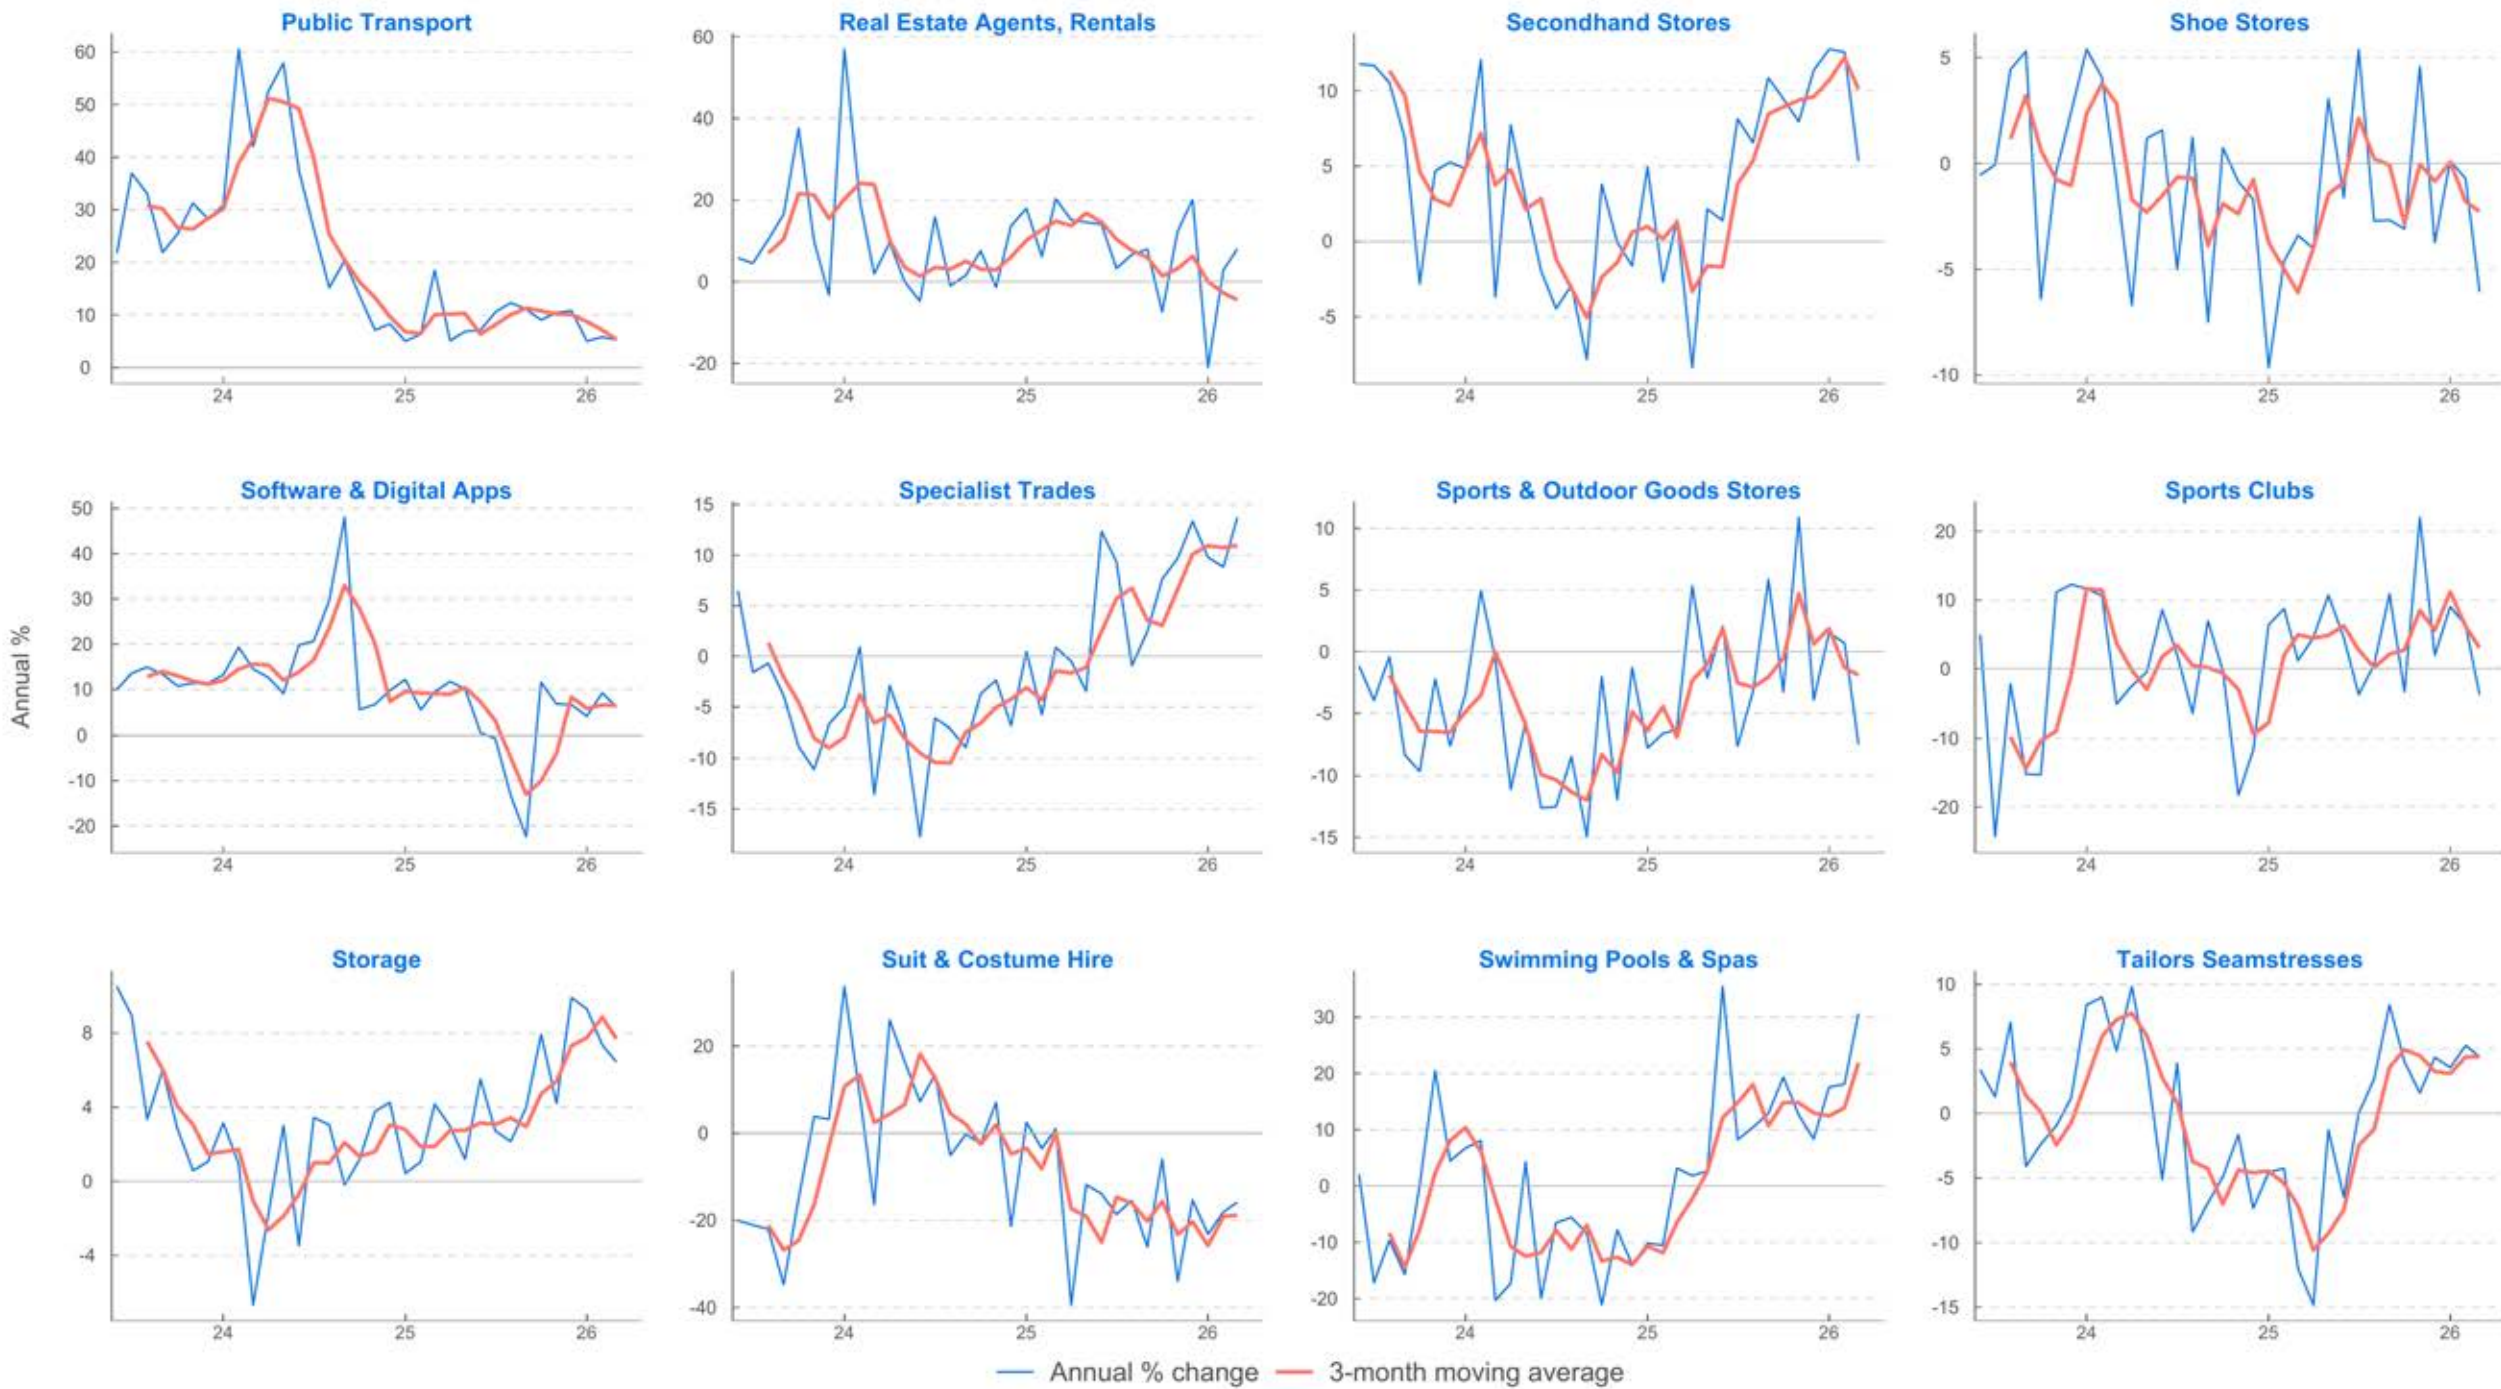 Public Transport
60
50
40
30
20
10
0
24 25 26
Real Estate Agents, Rentals
60
40
20
0
-20
24 25 26
Secondhand Stores
10
5
0
-5
24 25 26
Shoe Stores
5
0
-5
-10
24 25 26
Annual %
Software & Digital Apps
50
40
30
20
10
0
-10
-20
24 25 26
Specialist Trades
15
10
5
0
-5
-10
-15
24 25 26
Sports & Outdoor Goods Stores
10
5
0
-5
-10
-15
24 25 26
Sports Clubs
20
10
0
-10
-20
24 25 26
Storage
8
4
0
-4
24 25 26
Suit & Costume Hire
20
0
-20
-40
24 25 26
Swimming Pools & Spas
30
20
10
0
-10
-20
24 25 26
Tailors Seamstresses
10
5
0
-5
-10
-15
24 25 26
Annual % change 3-month moving average